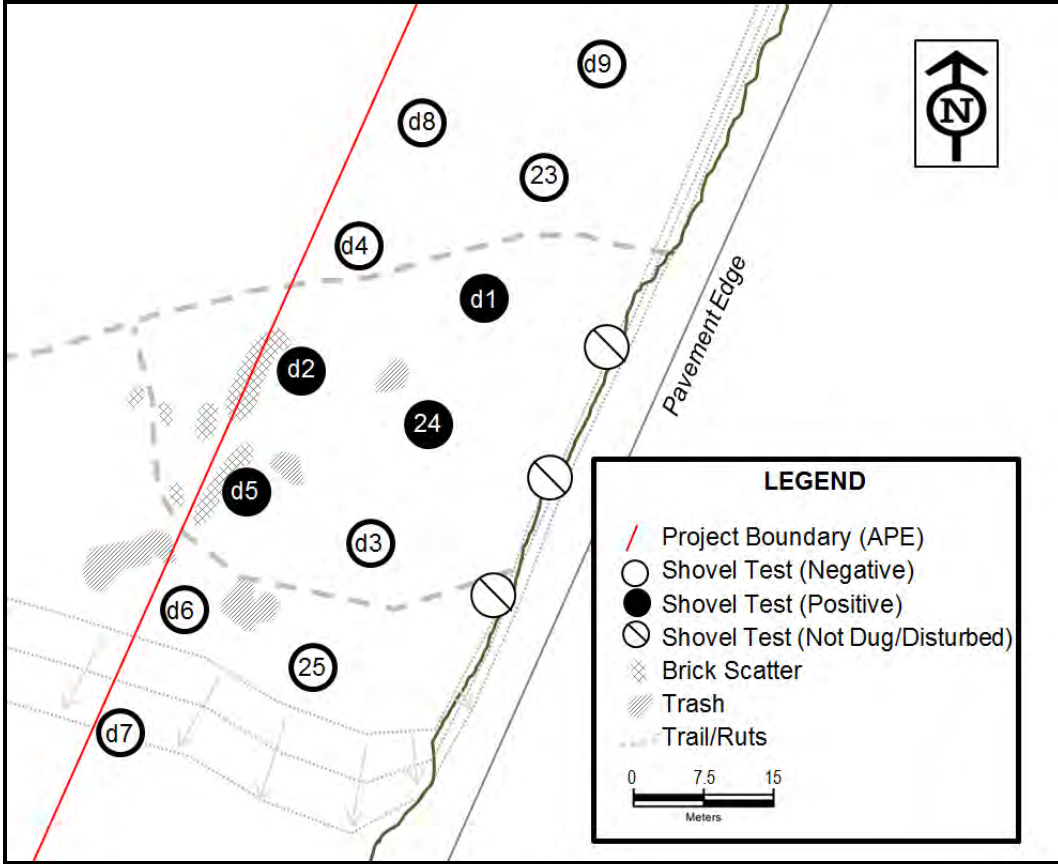 d9
d8
N
23
d4
d1
d2
24
d5
d3
d6
25
d7
Pavement Edge
LEGEND
Project Boundary (APE)
Shovel Test (Negative)
Shovel Test (Positive)
Shovel Test (Not Dug/Disturbed)
Brick Scatter
Trash
Trail/Ruts
0 7.5 15
Meters